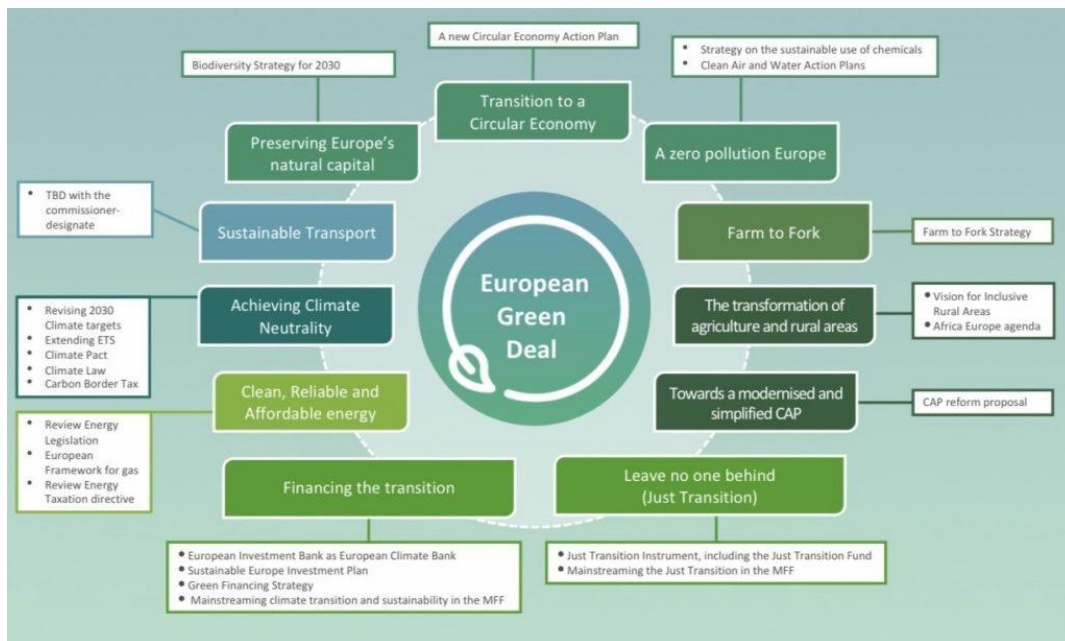 A new Circular Economy Action Plan
Transition to a
Circular Economy
• Strategy on the sustainable use of chemicals
• Clean Air and Water Action Plans
A zero pollution Europe
Farm to Fork
Farm to Fork Strategy
The transformation of
agriculture and rural areas
• Vision for Inclusive
Rural Areas
• Africa Europe agenda
Towards a modernised and
simplified CAP
CAP reform proposal
Leave no one behind
(Just Transition)
• Just Transition Instrument, including the Just Transition Fund
• Mainstreaming the Just Transition in the MFF
Financing the transition
• European Investment Bank as European Climate Bank
• Sustainable Europe Investment Plan
• Green Financing Strategy
• Mainstreaming climate transition and sustainability in the MFF
Clean, Reliable and
Affordable energy
• Review Energy
Legislation
• European
Framework for gas
• Review Energy
Taxation directive
Achieving Climate
Neutrality
• Revising 2030
Climate targets
• Extending ETS
• Climate Pact
• Climate Law
• Carbon Border Tax
Sustainable Transport
• TBD with the
commissioner-
designate
Preserving Europe's
natural capital
Biodiversity Strategy for 2030
European
Green
Deal